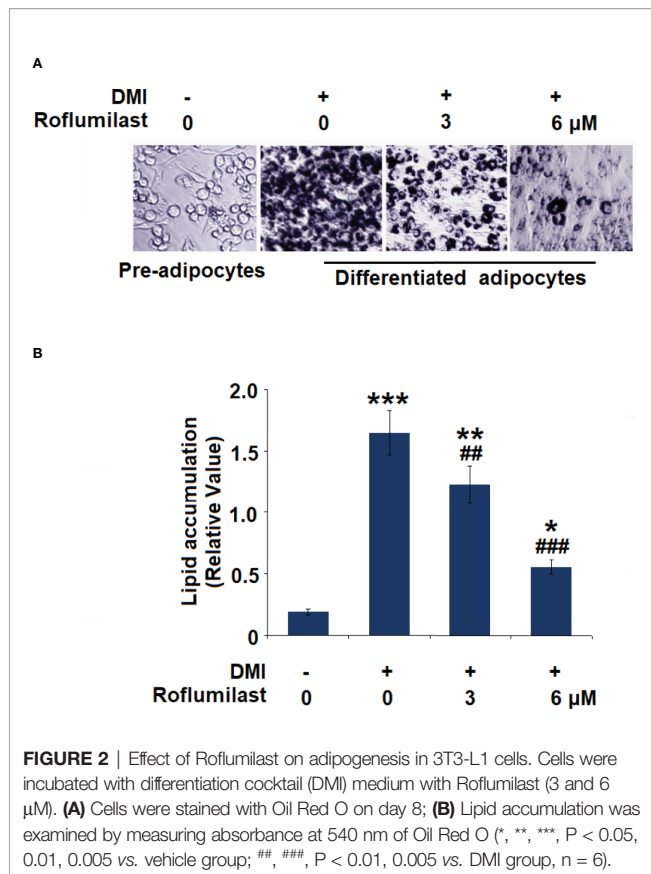 A
DMI - + + +
Roflumilast 0 0 3 6 μM
Pre-adipocytes Differentiated adipocytes
B
Lipid accumulation
(Relative Value)
2.0
1.5
1.0
0.5
0
***
**
##
*
###
DMI - + + +
Roflumilast 0 0 3 6 μM
FIGURE 2 | Effect of Roflumilast on adipogenesis in 3T3-L1 cells. Cells were
incubated with differentiation cocktail (DMI) medium with Roflumilast (3 and 6
μM). (A) Cells were stained with Oil Red O on day 8; (B) Lipid accumulation was
examined by measuring absorbance at 540 nm of Oil Red O (*, **, ***, P < 0.05,
0.01, 0.005 vs. vehicle group; ##, ###, P < 0.01, 0.005 vs. DMI group, n = 6).